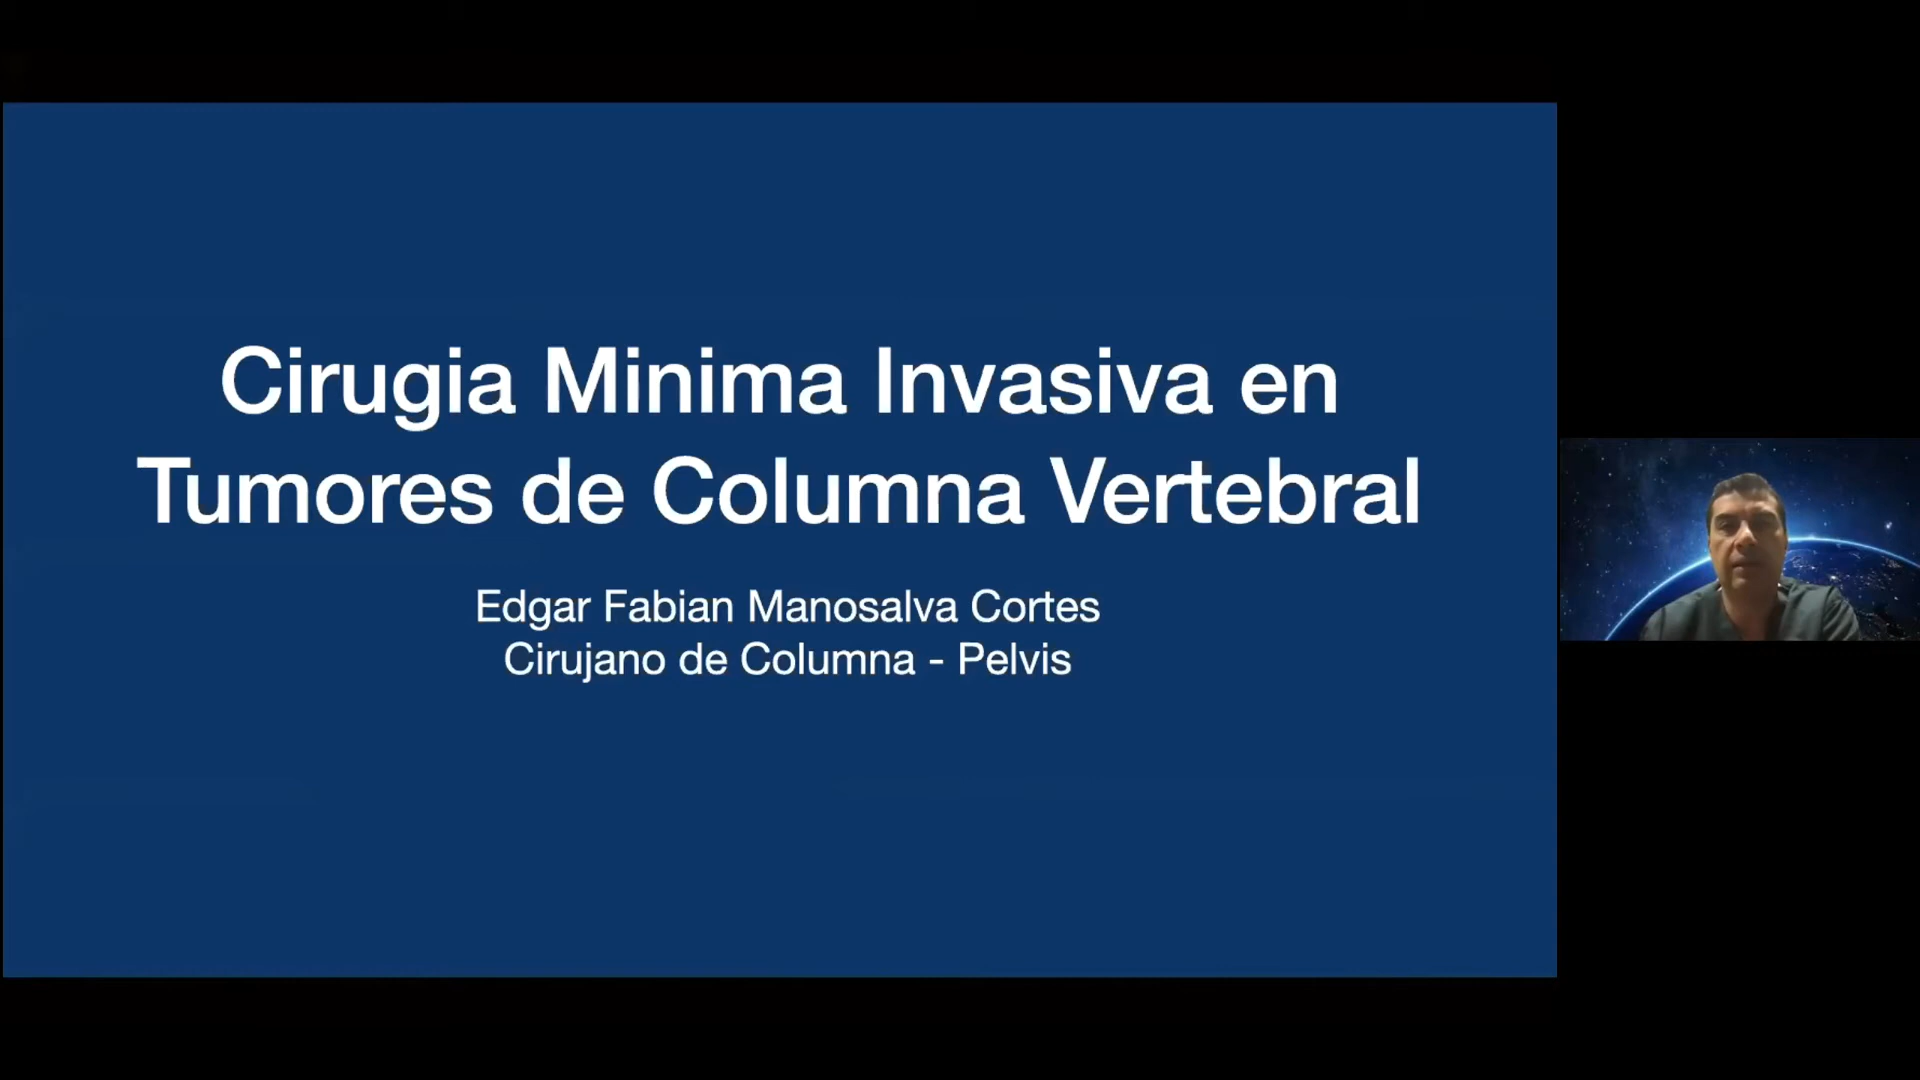 Cirugia Minima Invasiva en
Tumores de Columna Vertebral
Edgar Fabian Manosalva Cortes
Cirujano de Columna - Pelvis